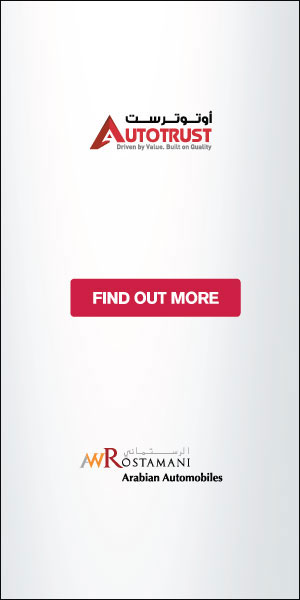 أوتوترست
AUTOTRUST
Driven by Value. Built on Quality
FIND OUT MORE
الرستماني
AWROSTAMANI
Arabian Automobiles